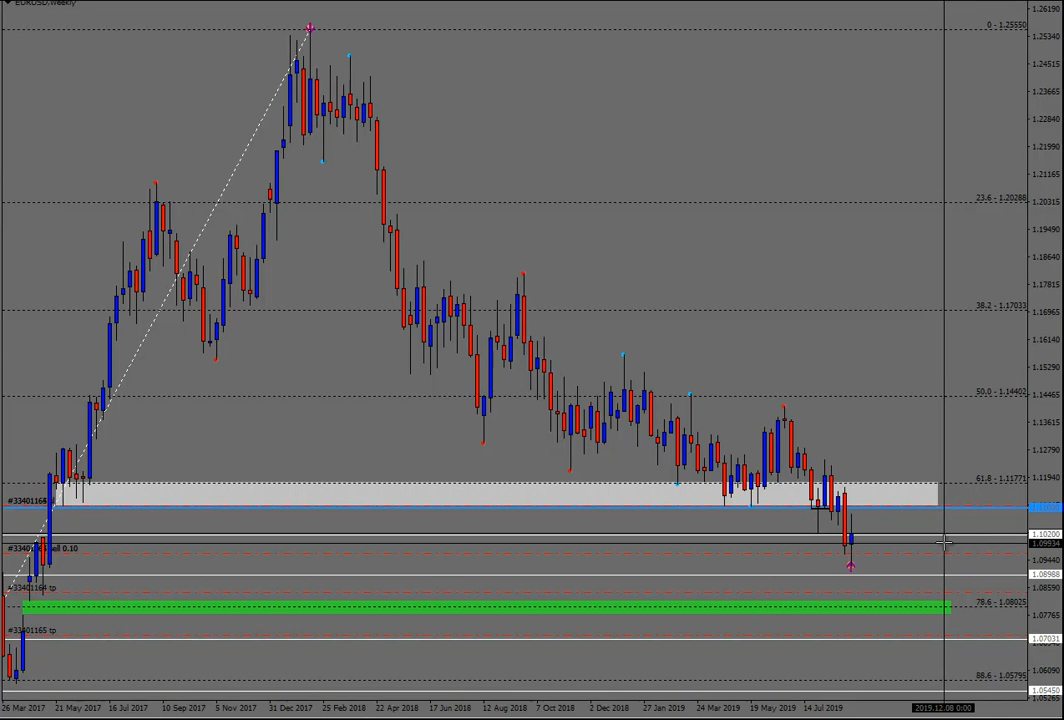 EURUSD,Weekly
1.26190
0 - 1.25550
1.25340
1.24515
1.23665
1.22840
1.21990
1.21165
23.6 - 1.20288
1.20315
1.19490
1.18640
1.17815
38.2 - 1.17033
1.16965
1.16140
1.15290
50.0 - 1.14402
1.14465
1.13615
1.12790
61.8 - 1.11771
1.11940
1.10200
#33401164 tp
1.09934
1.09440
1.08988
1.08590
78.6 - 1.08025
1.07765
#33401165 tp
1.07031
1.06090
88.6 - 1.05795
1.05450
26 Mar 2017 21 May 2017 16 Jul 2017 10 Sep 2017 5 Nov 2017 31 Dec 2017 25 Feb 2018 22 Apr 2018 17 Jun 2018 12 Aug 2018 7 Oct 2018 2 Dec 2018 27 Jan 2019 24 Mar 2019 19 May 2019 14 Jul 2019 2019.12.08 0:00